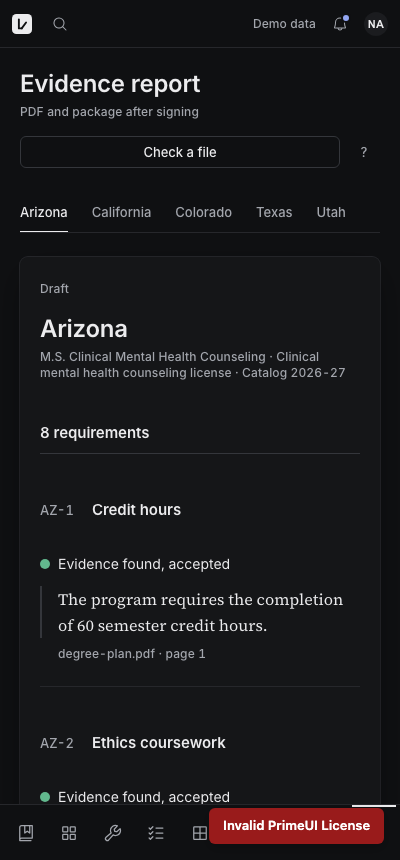 Demo data
NA
Evidence report
PDF and package after signing
Check a file
?
Arizona California Colorado Texas Utah
Draft
Arizona
M.S. Clinical Mental Health Counseling · Clinical
mental health counseling license · Catalog 2026-27
8 requirements
AZ-1 Credit hours
Evidence found, accepted
The program requires the completion
of 60 semester credit hours.
degree-plan.pdf · page 1
AZ-2 Ethics coursework
Evidence found, accepted
Invalid PrimeUI License